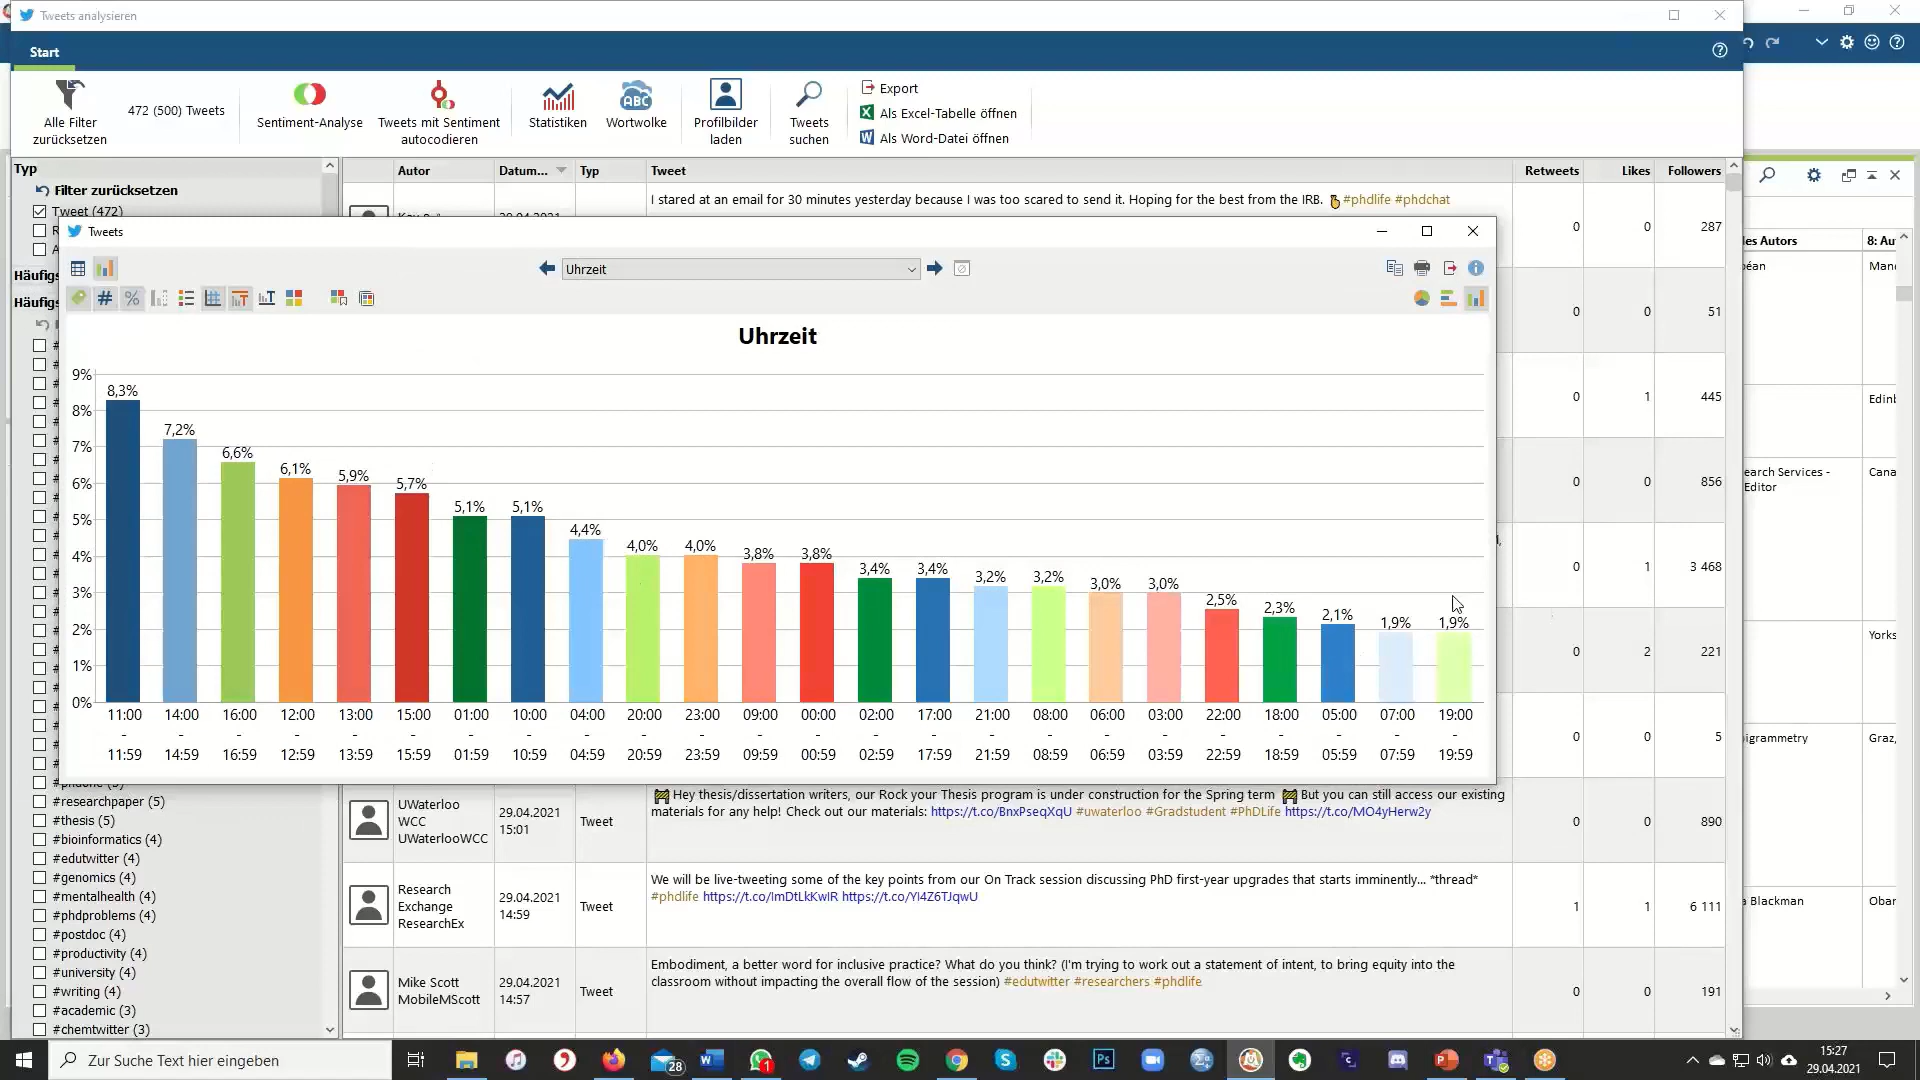 Tweets analysieren
Start
Alle Filter
zurücksetzen
472 (500) Tweets
Sentiment-Analyse
Tweets mit Sentiment
autocodieren
Statistiken
Wortwolke
Profilbilder
laden
Tweets
suchen
Export
Als Excel-Tabelle öffnen
Als Word-Datei öffnen
Typ
Filter zurücksetzen
Tweet (472)
Häufigs
Häufigs
Autor
Datum...
Typ
Tweet
Retweets
Likes
Followers
I stared at an email for 30 minutes yesterday because I was too scared to send it. Hoping for the best from the IRB. #phdlife #phdchat
0 0 287
0 0 51
0 1 445
0 0 856
0 1 3 468
0 2 221
0 0 5
Tweets
Uhrzeit
Uhrzeit
9%
8%
7%
6%
5%
4%
3%
2%
1%
0%
8,3% 7,2% 6,6% 6,1% 5,9% 5,7% 5,1% 5,1% 4,4% 4,0% 4,0% 3,8% 3,8% 3,4% 3,4% 3,2% 3,2% 3,0% 3,0% 2,5% 2,3% 2,1% 1,9% 1,9%
11:00 14:00 16:00 12:00 13:00 15:00 01:00 10:00 04:00 20:00 23:00 09:00 00:00 02:00 17:00 21:00 08:00 06:00 03:00 22:00 18:00 05:00 07:00 19:00
- - - - - - - - - - - - - - - - - - - - - - - -
11:59 14:59 16:59 12:59 13:59 15:59 01:59 10:59 04:59 20:59 23:59 09:59 00:59 02:59 17:59 21:59 08:59 06:59 03:59 22:59 18:59 05:59 07:59 19:59
#researchpaper (5)
#thesis (5)
#bioinformatics (4)
#edutwitter (4)
#genomics (4)
#mentalhealth (4)
#phdproblems (4)
#postdoc (4)
#productivity (4)
#university (4)
#writing (4)
#academic (3)
#chemtwitter (3)
UWaterloo
WCC
UWaterlooWCC
29.04.2021
15:01
Tweet
Hey thesis/dissertation writers, our Rock your Thesis program is under construction for the Spring term But you can still access our existing
materials for any help! Check out our materials: https://t.co/BnxPseqXqU #uwaterloo #Gradstudent #PhDLife https://t.co/MO4yHerw2y
0 0 890
Research
Exchange
ResearchEx
29.04.2021
14:59
Tweet
We will be live-tweeting some of the key points from our On Track session discussing PhD first-year upgrades that starts imminently... *thread*
#phdlife https://t.co/ImDtLkKwIR https://t.co/Yl4Z6TJqwU
1 1 6 111
Mike Scott
MobileMScott
29.04.2021
14:57
Tweet
Embodiment, a better word for inclusive practice? What do you think? (I'm trying to work out a statement of intent, to bring equity into the
classroom without impacting the overall flow of the session) #edutwitter #researchers #phdlife
0 0 191
les Autors
8: Au
péan
Mano
Edinb
earch Services -
Editor
Cana
Yorks
igrammetry
Graz,
a Blackman
Obar
Zur Suche Text hier eingeben
28
1
15:27
29.04.2021